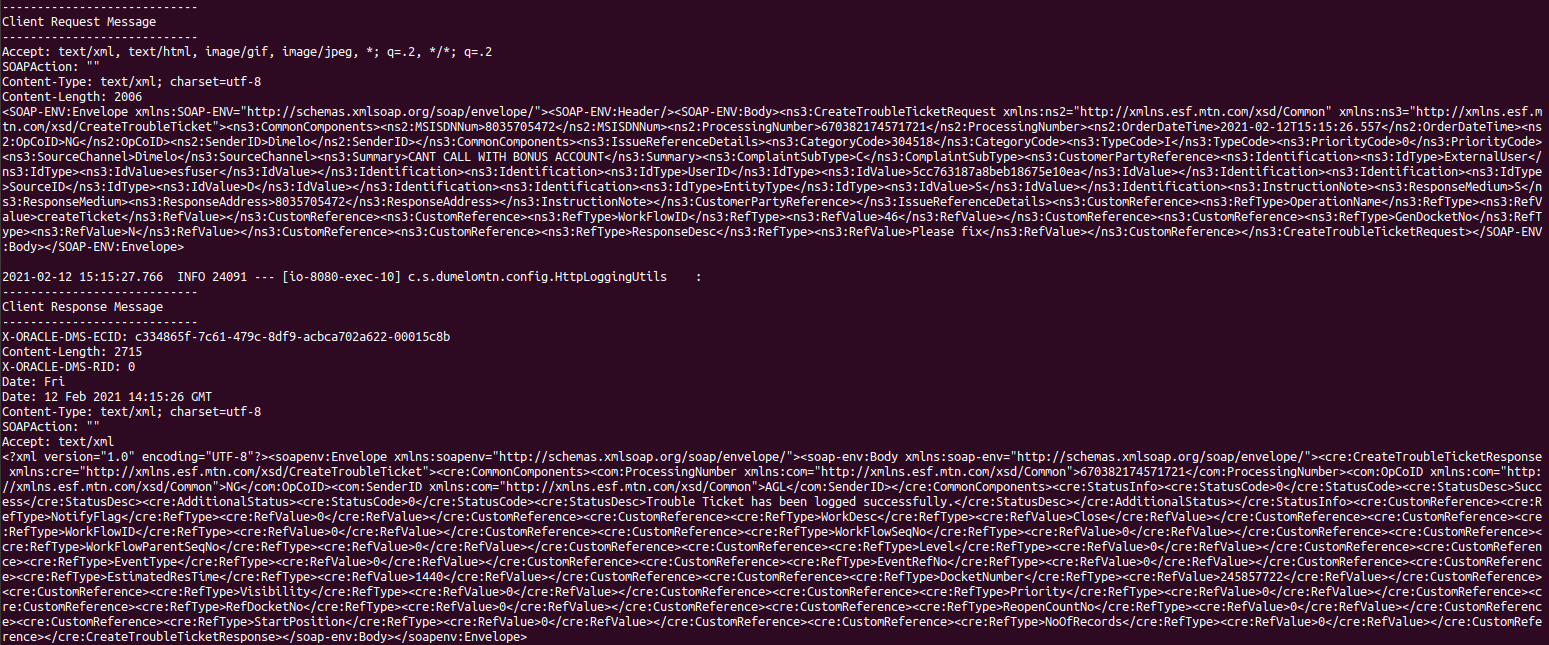 ----------------------------
Client Request Message
----------------------------
Accept: text/xml, text/html, image/gif, image/jpeg, *; q=.2, */*; q=.2
SOAPAction: ""
Content-Type: text/xml; charset=utf-8
Content-Length: 2006
<SOAP-ENV:Envelope xmlns:SOAP-ENV="http://schemas.xmlsoap.org/soap/envelope/"><SOAP-ENV:Header/><SOAP-ENV:Body><ns3:CreateTroubleTicketRequest xmlns:ns2="http://xmlns.esf.mtn.com/xsd/Common" xmlns:ns3="http://xmlns.esf.m
tn.com/xsd/CreateTroubleTicket"><ns3:CommonComponents><ns2:MSISDNNum>8035705472</ns2:MSISDNNum><ns2:ProcessingNumber>670382174571721</ns2:ProcessingNumber><ns2:OrderDateTime>2021-02-12T15:15:26.557</ns2:OrderDateTime><ns
2:OpCoID>NG</ns2:OpCoID><ns2:SenderID>Dimelo</ns2:SenderID></ns3:CommonComponents><ns3:IssueReferenceDetails><ns3:CategoryCode>304518</ns3:CategoryCode><ns3:TypeCode>I</ns3:TypeCode><ns3:PriorityCode>0</ns3:PriorityCode>
<ns3:SourceChannel>Dimelo</ns3:SourceChannel><ns3:Summary>CANT CALL WITH BONUS ACCOUNT</ns3:Summary><ns3:ComplaintSubType>C</ns3:ComplaintSubType><ns3:CustomerPartyReference><ns3:Identification><ns3:IdType>ExternalUser</
ns3:IdType><ns3:IdValue>esfuser</ns3:IdValue></ns3:Identification><ns3:Identification><ns3:IdType>UserID</ns3:IdType><ns3:IdValue>5cc763187a8beb18675e10ea</ns3:IdValue></ns3:Identification><ns3:Identification><ns3:IdType
>SourceID</ns3:IdType><ns3:IdValue>D</ns3:IdValue></ns3:Identification><ns3:Identification><ns3:IdType>EntityType</ns3:IdType><ns3:IdValue>S</ns3:IdValue></ns3:Identification><ns3:InstructionNote><ns3:ResponseMedium>S</n
s3:ResponseMedium><ns3:ResponseAddress>8035705472</ns3:ResponseAddress></ns3:InstructionNote></ns3:CustomerPartyReference></ns3:IssueReferenceDetails><ns3:CustomReference><ns3:RefType>OperationName</ns3:RefType><ns3:RefV
alue>createTicket</ns3:RefValue></ns3:CustomReference><ns3:CustomReference><ns3:RefType>WorkFlowID</ns3:RefType><ns3:RefValue>46</ns3:RefValue></ns3:CustomReference><ns3:CustomReference><ns3:RefType>GenDocketNo</ns3:RefT
ype><ns3:RefValue>N</ns3:RefValue></ns3:CustomReference><ns3:CustomReference><ns3:RefType>ResponseDesc</ns3:RefType><ns3:RefValue>Please fix</ns3:RefValue></ns3:CustomReference></ns3:CreateTroubleTicketRequest></SOAP-ENV
:Body></SOAP-ENV:Envelope>
2021-02-12 15:15:27.766  INFO 24091 --- [io-8080-exec-10] c.s.dumelomtn.config.HttpLoggingUtils    :
----------------------------
Client Response Message
----------------------------
X-ORACLE-DMS-ECID: c334865f-7c61-479c-8df9-acbca702a622-00015c8b
Content-Length: 2715
X-ORACLE-DMS-RID: 0
Date: Fri
Date: 12 Feb 2021 14:15:26 GMT
Content-Type: text/xml; charset=utf-8
SOAPAction: ""
Accept: text/xml
<?xml version="1.0" encoding="UTF-8"?><soapenv:Envelope xmlns:soapenv="http://schemas.xmlsoap.org/soap/envelope/"><soap-env:Body xmlns:soap-env="http://schemas.xmlsoap.org/soap/envelope/"><cre:CreateTroubleTicketResponse
 xmlns:cre="http://xmlns.esf.mtn.com/xsd/CreateTroubleTicket"><cre:CommonComponents><com:ProcessingNumber xmlns:com="http://xmlns.esf.mtn.com/xsd/Common">670382174571721</com:ProcessingNumber><com:OpCoID xmlns:com="http:
//xmlns.esf.mtn.com/xsd/Common">NG</com:OpCoID><com:SenderID xmlns:com="http://xmlns.esf.mtn.com/xsd/Common">AGL</com:SenderID></cre:CommonComponents><cre:StatusInfo><cre:StatusCode>0</cre:StatusCode><cre:StatusDesc>Succ
ess</cre:StatusDesc><cre:AdditionalStatus><cre:StatusCode>0</cre:StatusCode><cre:StatusDesc>Trouble Ticket has been logged successfully.</cre:StatusDesc></cre:AdditionalStatus></cre:StatusInfo><cre:CustomReference><cre:R
efType>NotifyFlag</cre:RefType><cre:RefValue>0</cre:RefValue></cre:CustomReference><cre:CustomReference><cre:RefType>WorkDesc</cre:RefType><cre:RefValue>Close</cre:RefValue></cre:CustomReference><cre:CustomReference><cre
:RefType>WorkFlowID</cre:RefType><cre:RefValue>0</cre:RefValue></cre:CustomReference><cre:CustomReference><cre:RefType>WorkFlowSeqNo</cre:RefType><cre:RefValue>0</cre:RefValue></cre:CustomReference><cre:CustomReference><
cre:RefType>WorkFlowParentSeqNo</cre:RefType><cre:RefValue>0</cre:RefValue></cre:CustomReference><cre:CustomReference><cre:RefType>Level</cre:RefType><cre:RefValue>0</cre:RefValue></cre:CustomReference><cre:CustomReferen
ce><cre:RefType>EventType</cre:RefType><cre:RefValue>0</cre:RefValue></cre:CustomReference><cre:CustomReference><cre:RefType>EventRefNo</cre:RefType><cre:RefValue>0</cre:RefValue></cre:CustomReference><cre:CustomReferenc
e><cre:RefType>EstimatedResTime</cre:RefType><cre:RefValue>1440</cre:RefValue></cre:CustomReference><cre:CustomReference><cre:RefType>DocketNumber</cre:RefType><cre:RefValue>245857722</cre:RefValue></cre:CustomReference>
<cre:CustomReference><cre:RefType>Visibility</cre:RefType><cre:RefValue>0</cre:RefValue></cre:CustomReference><cre:CustomReference><cre:RefType>Priority</cre:RefType><cre:RefValue>0</cre:RefValue></cre:CustomReference><c
re:CustomReference><cre:RefType>RefDocketNo</cre:RefType><cre:RefValue>0</cre:RefValue></cre:CustomReference><cre:CustomReference><cre:RefType>ReopenCountNo</cre:RefType><cre:RefValue>0</cre:RefValue></cre:CustomReferenc
e><cre:CustomReference><cre:RefType>StartPosition</cre:RefType><cre:RefValue>0</cre:RefValue></cre:CustomReference><cre:CustomReference><cre:RefType>NoOfRecords</cre:RefType><cre:RefValue>0</cre:RefValue></cre:CustomRefe
rence></cre:CreateTroubleTicketResponse></soap-env:Body></soapenv:Envelope>